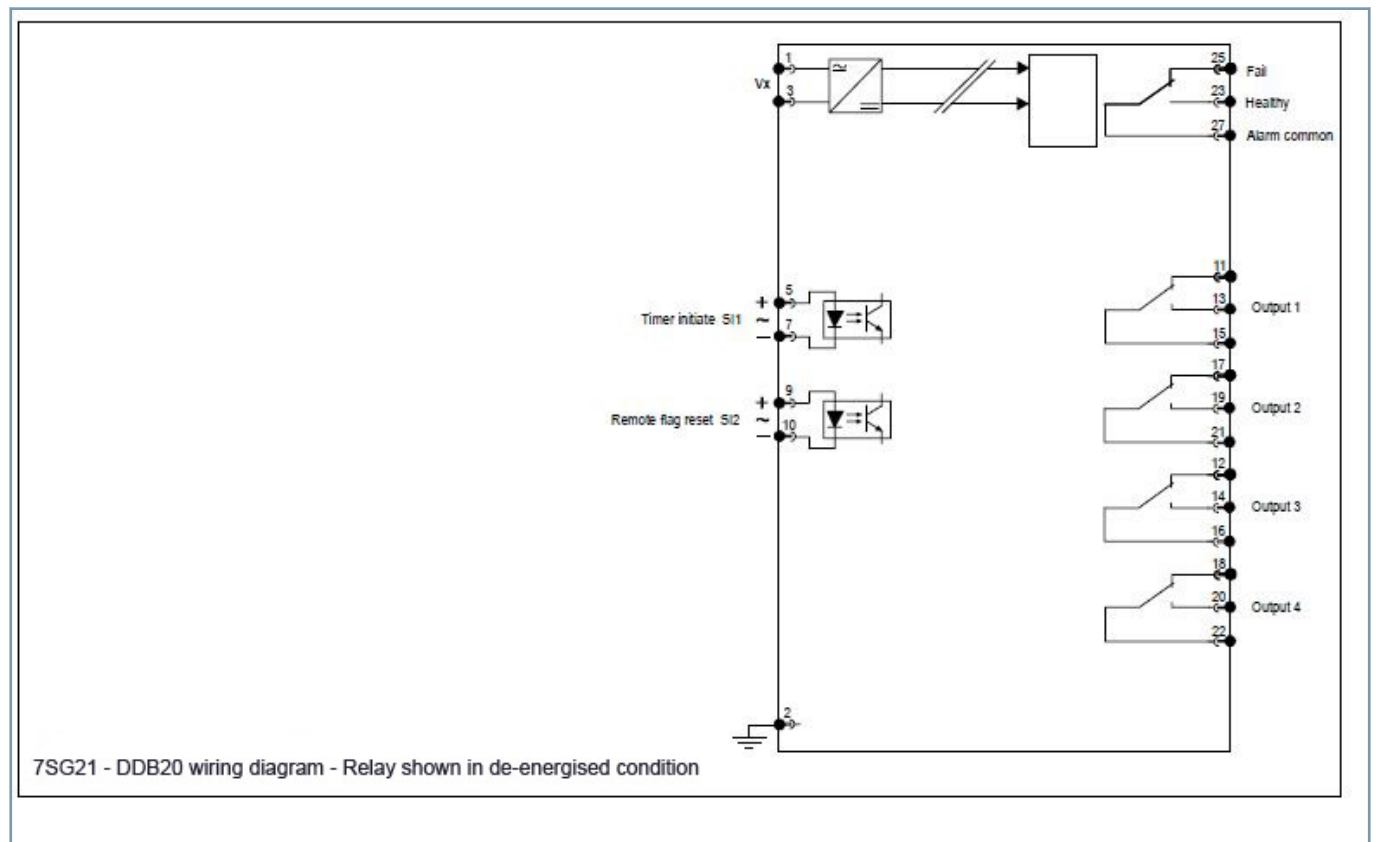 1
Vx
3
25
Fail
23
Healthy
27
Alarm common
+
5
Timer initiate SI1 ~
7
−
11
13
Output 1
15
+
9
Remote flag reset SI2 ~
10
−
17
19
Output 2
21
12
14
Output 3
16
18
20
Output 4
22
2
7SG21 - DDB20 wiring diagram - Relay shown in de-energised condition